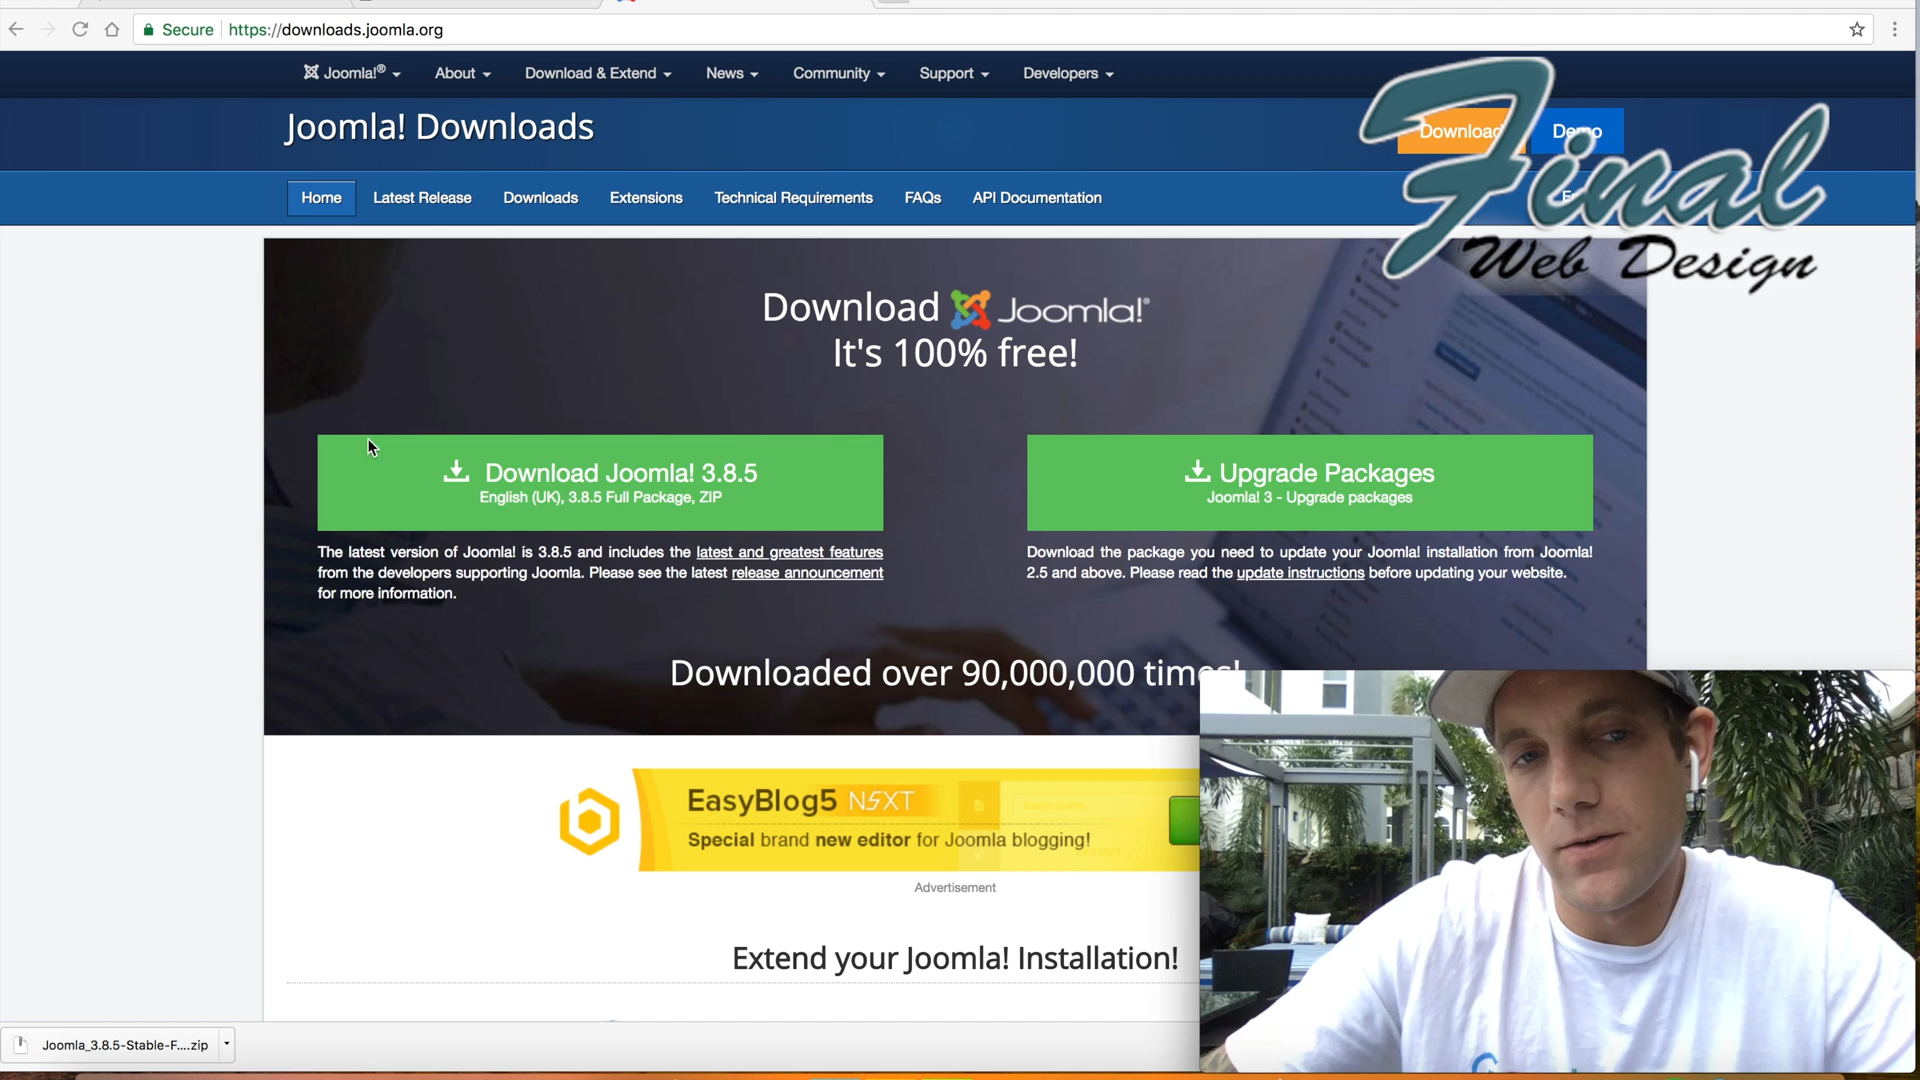 Secure https://downloads.joomla.org
Joomla!® About Download & Extend News Community Support Developers
Joomla! Downloads
Download Demo
Home Latest Release Downloads Extensions Technical Requirements FAQs API Documentation
Final
Web Design
Download Joomla!®
It's 100% free!
Download Joomla! 3.8.5
English (UK), 3.8.5 Full Package, ZIP
The latest version of Joomla! is 3.8.5 and includes the latest and greatest features
from the developers supporting Joomla. Please see the latest release announcement
for more information.
Upgrade Packages
Joomla! 3 - Upgrade packages
Download the package you need to update your Joomla! installation from Joomla!
2.5 and above. Please read the update instructions before updating your website.
Downloaded over 90,000,000 times!
EasyBlog5 NEXT
Special brand new editor for Joomla blogging!
Advertisement
Extend your Joomla! Installation!
Joomla_3.8.5-Stable-F....zip